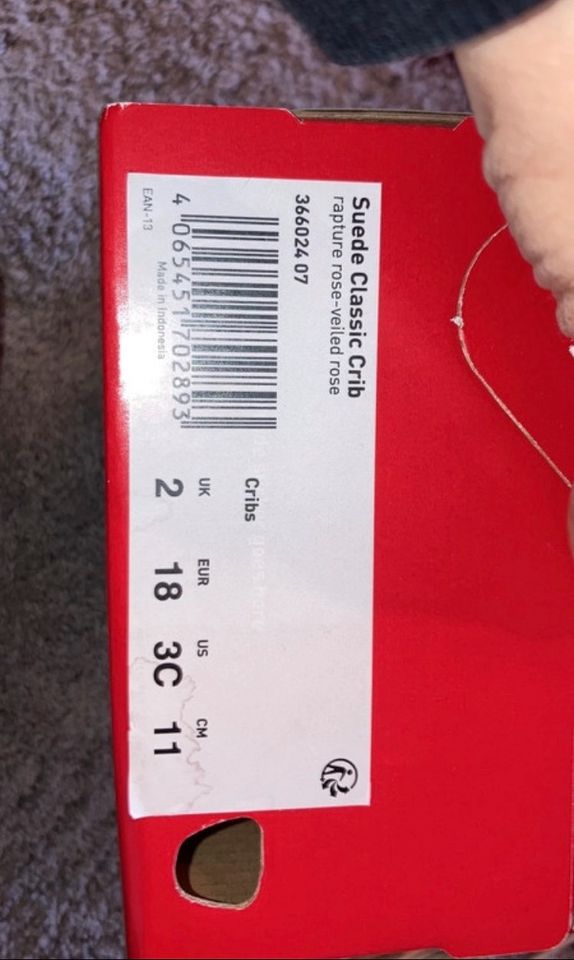 Suede Classic Crib
rapture rose-veiled rose
366024 07
4 065451 702893
EAN-13
Made in Indonesia
Cribs
UK EUR US CM
2 18 3C 11